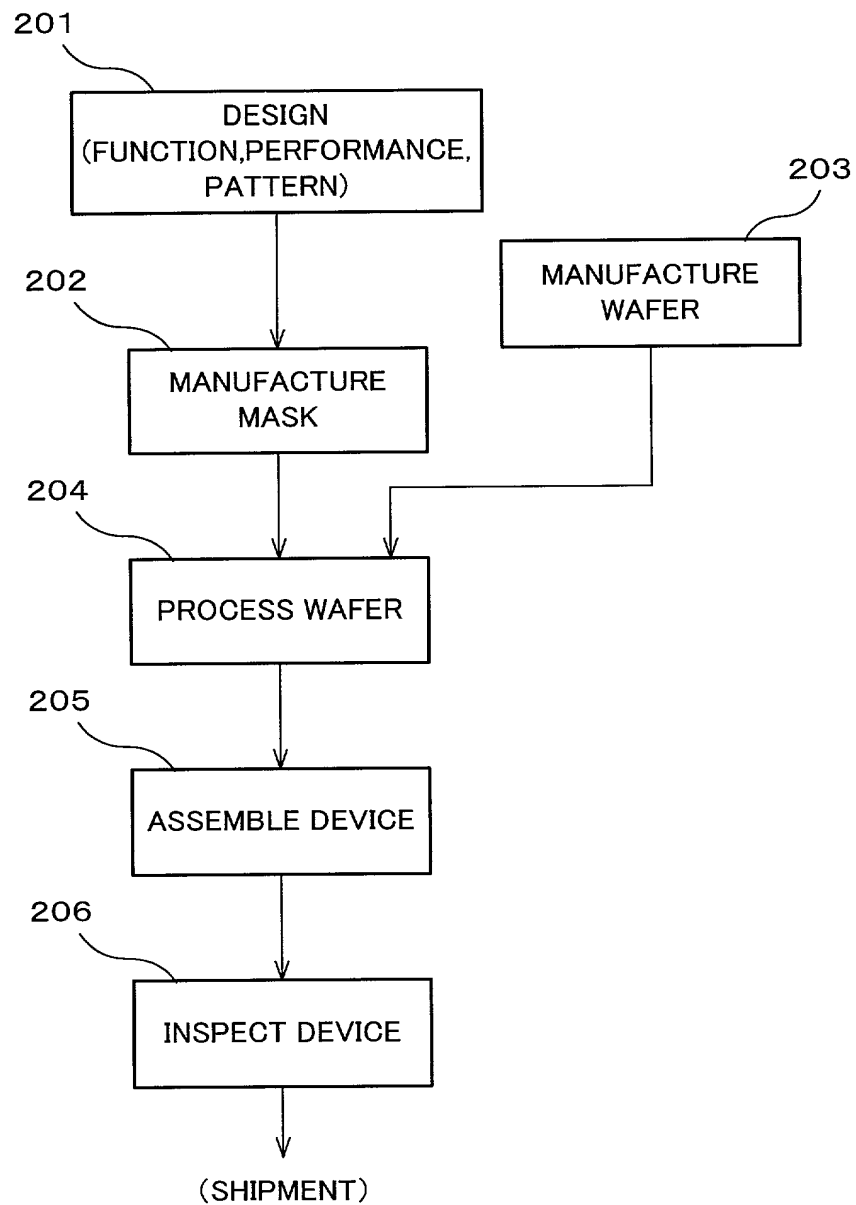 201
DESIGN
(FUNCTION,PERFORMANCE,
PATTERN)
203
MANUFACTURE
WAFER
202
MANUFACTURE
MASK
204
PROCESS WAFER
205
ASSEMBLE DEVICE
206
INSPECT DEVICE
(SHIPMENT)